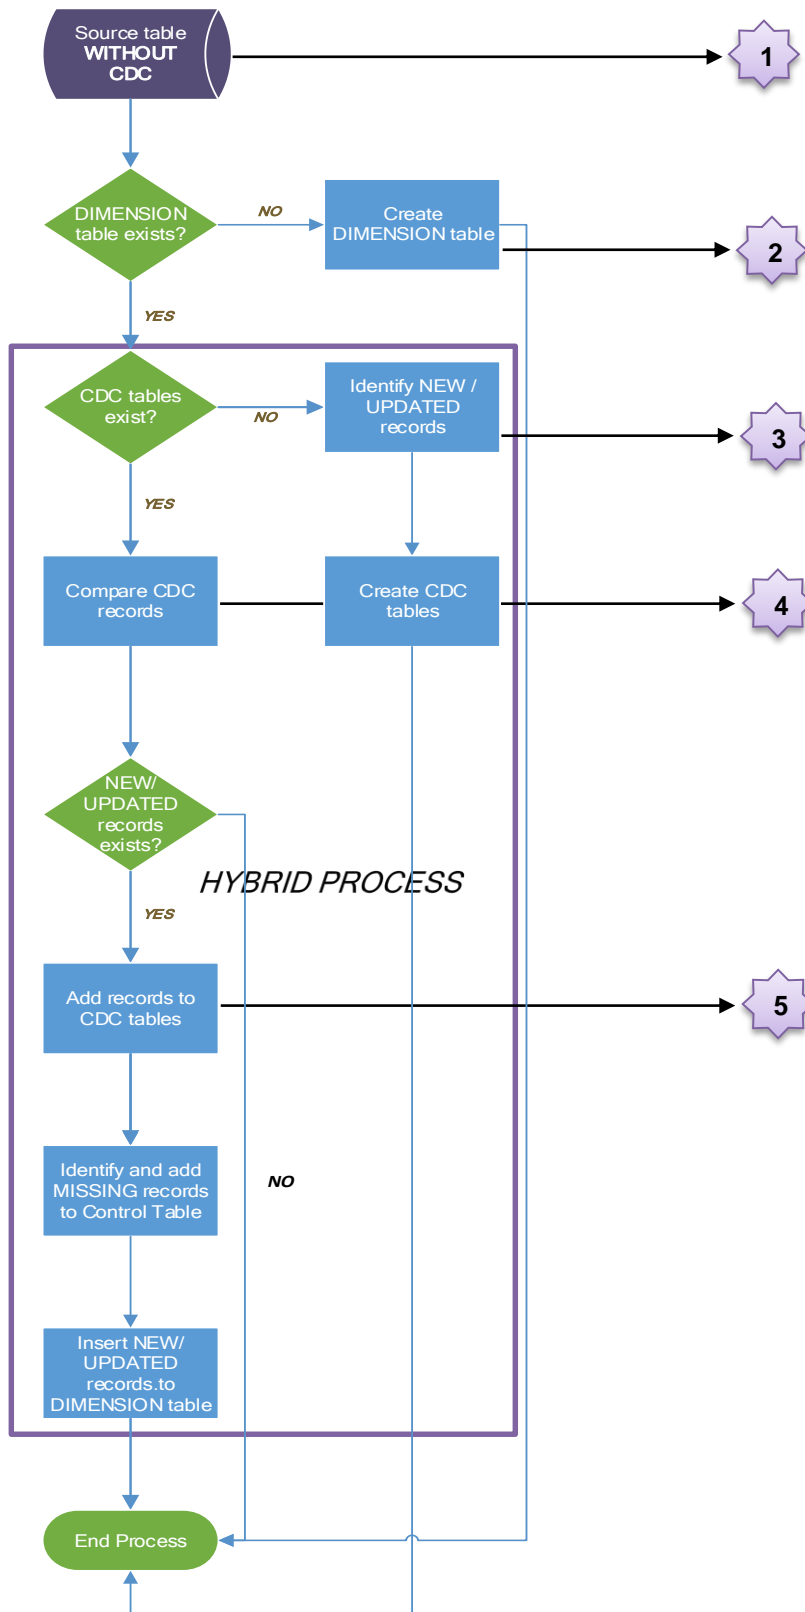 Source table
WITHOUT
CDC
1
DIMENSION
table exists?
NO
Create
DIMENSION table
2
YES
CDC tables
exist?
NO
Identify NEW /
UPDATED
records
3
YES
Compare CDC
records
Create CDC
tables
4
NEW/
UPDATED
records
exists?
HYBRID PROCESS
YES
Add records to
CDC tables
5
Identify and add
MISSING records
to Control Table
NO
Insert NEW/
UPDATED
records.to
DIMENSION table
End Process